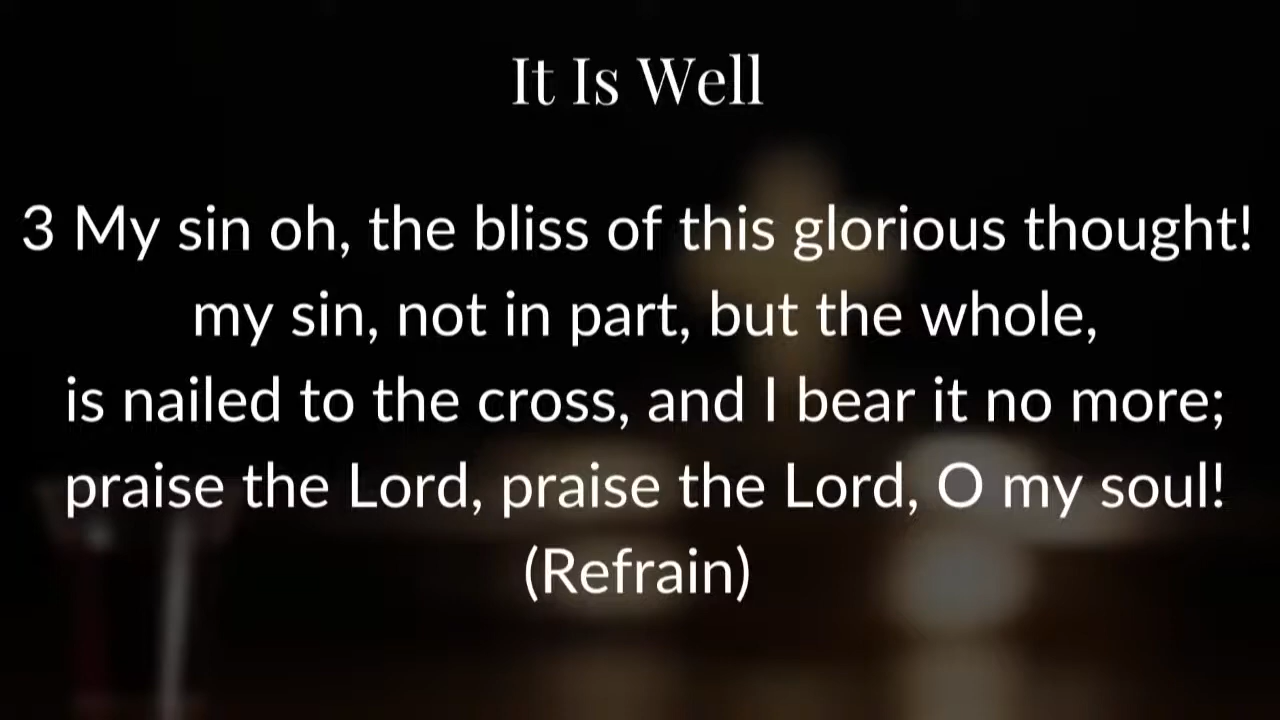 It Is Well
3 My sin oh, the bliss of this glorious thought!
my sin, not in part, but the whole,
is nailed to the cross, and I bear it no more;
praise the Lord, praise the Lord, O my soul!
(Refrain)